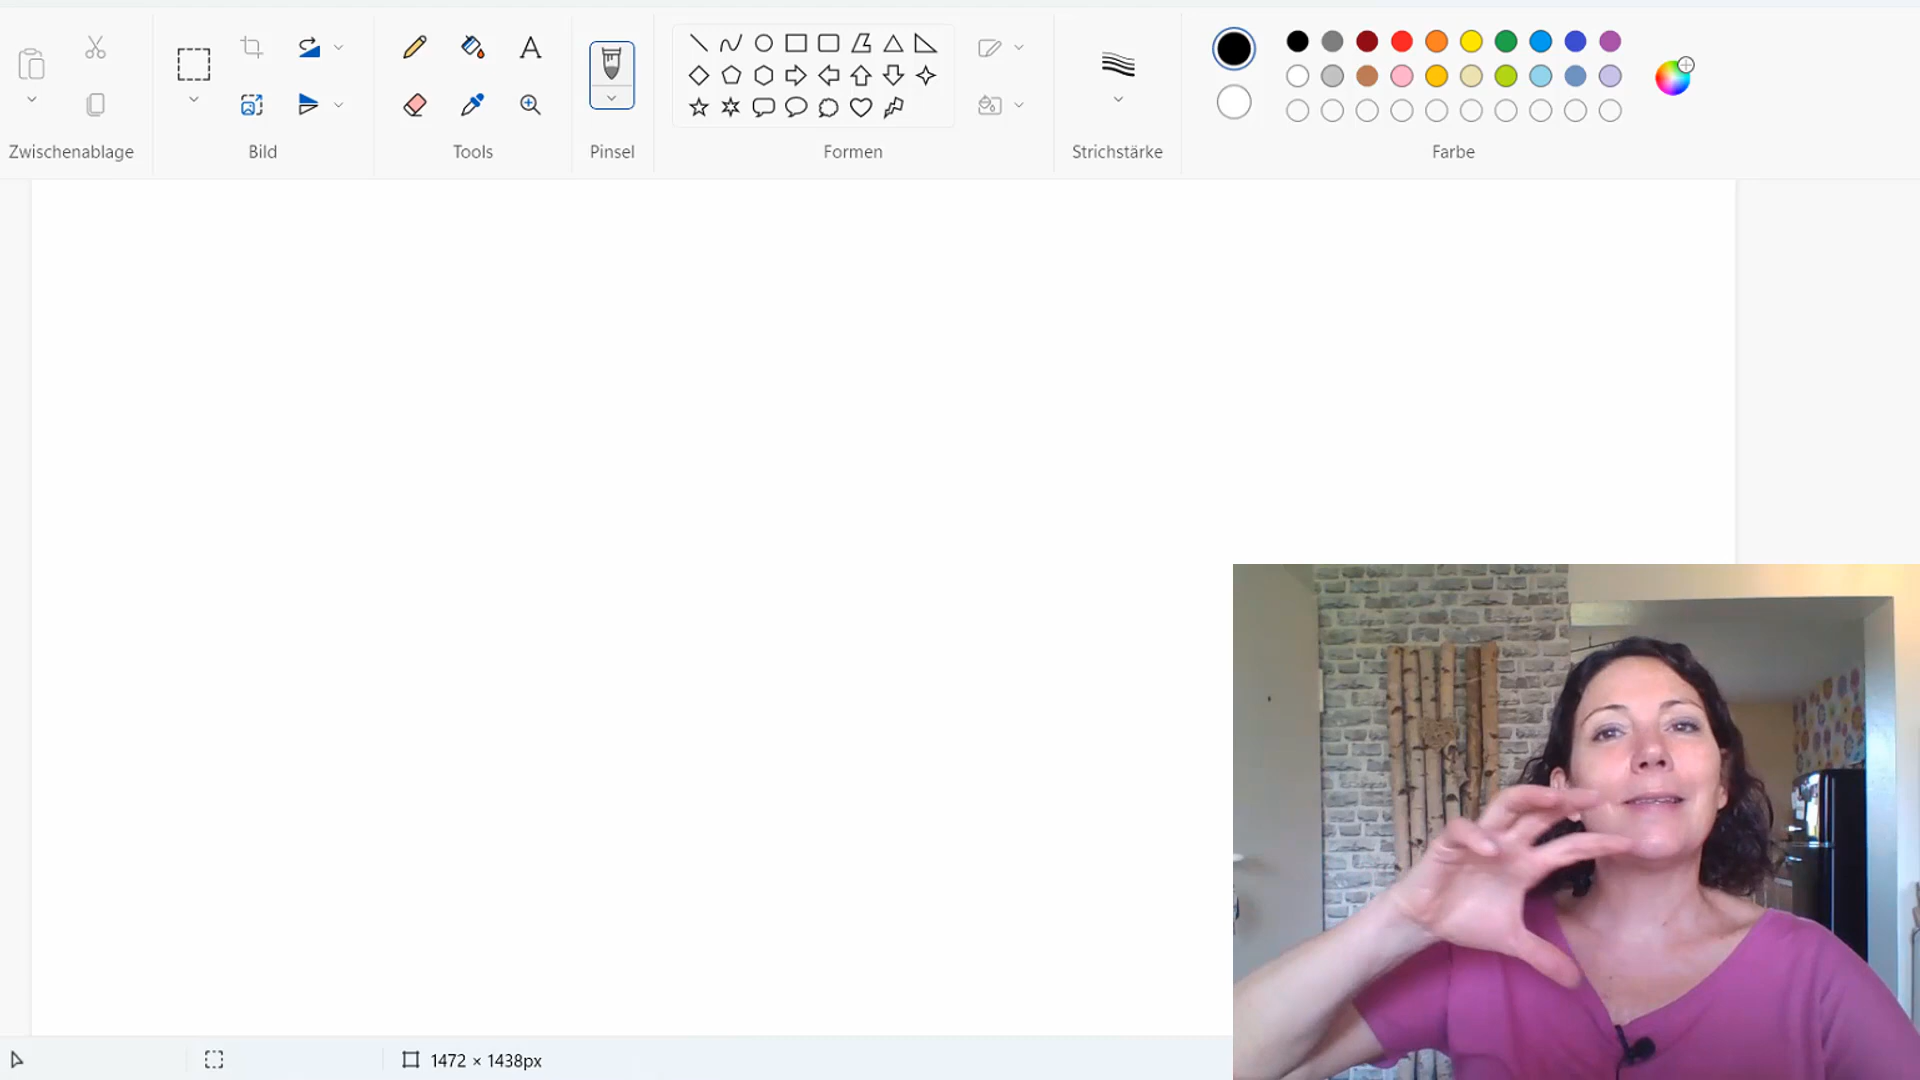 Zwischenablage
Bild
Tools
Pinsel
Formen
Strichstärke
Farbe
1472 × 1438px